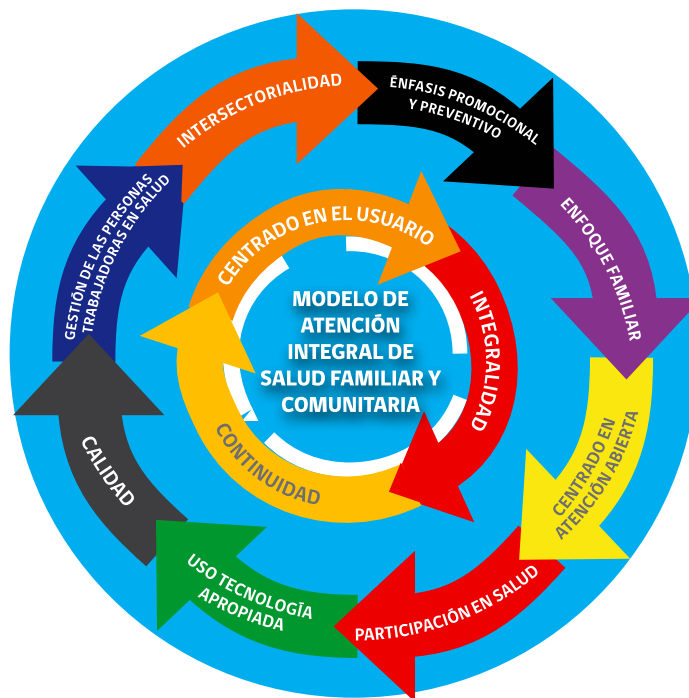 MODELO DE
ATENCIÓN
INTEGRAL DE
SALUD FAMILIAR Y
COMUNITARIA
CENTRADO EN EL USUARIO
INTEGRALIDAD
CONTINUIDAD
ÉNFASIS PROMOCIONAL
Y PREVENTIVO
ENFOQUE FAMILIAR
CENTRADO EN
ATENCIÓN ABIERTA
PARTICIPACIÓN EN SALUD
USO TECNOLOGÍA
APROPIADA
CALIDAD
GESTIÓN DE LAS PERSONAS
TRABAJADORAS EN SALUD
INTERSECTORIALIDAD